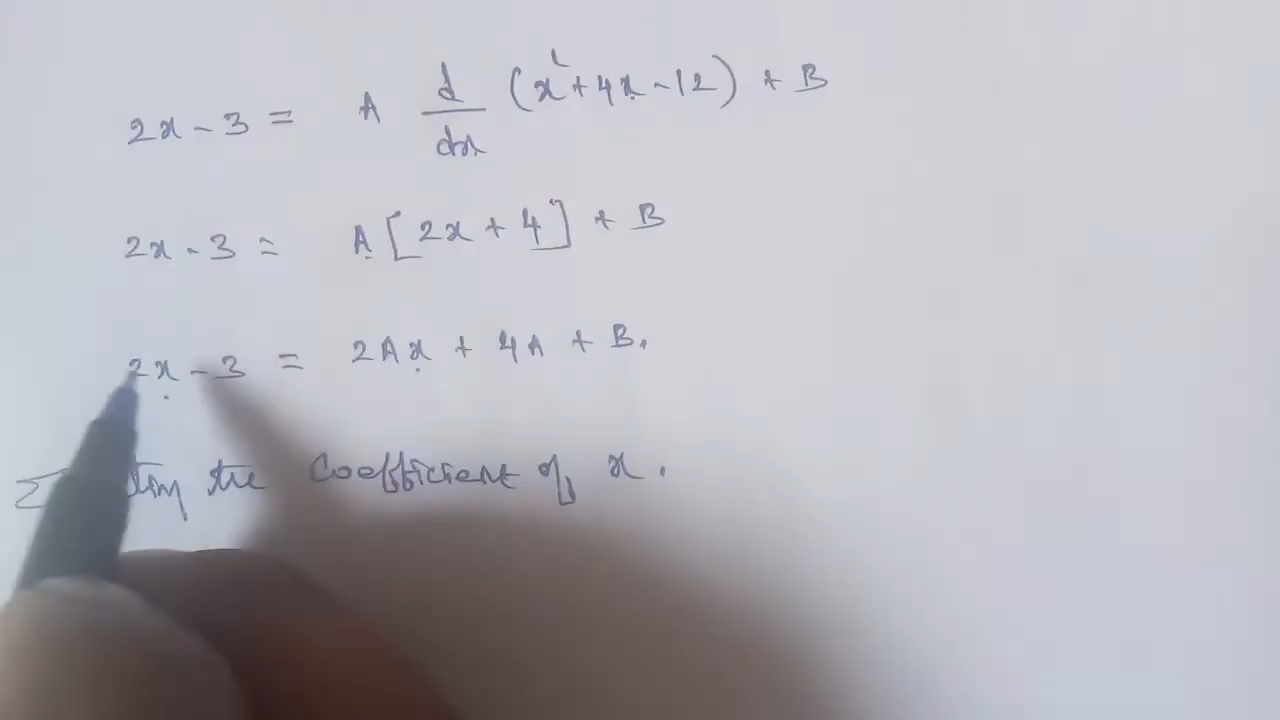 2x - 3 = A d/dx (x² + 4x - 12) + B
2x - 3 = A [2x + 4] + B
2x - 3 = 2Ax + 4A + B.
the Coefficient of x.